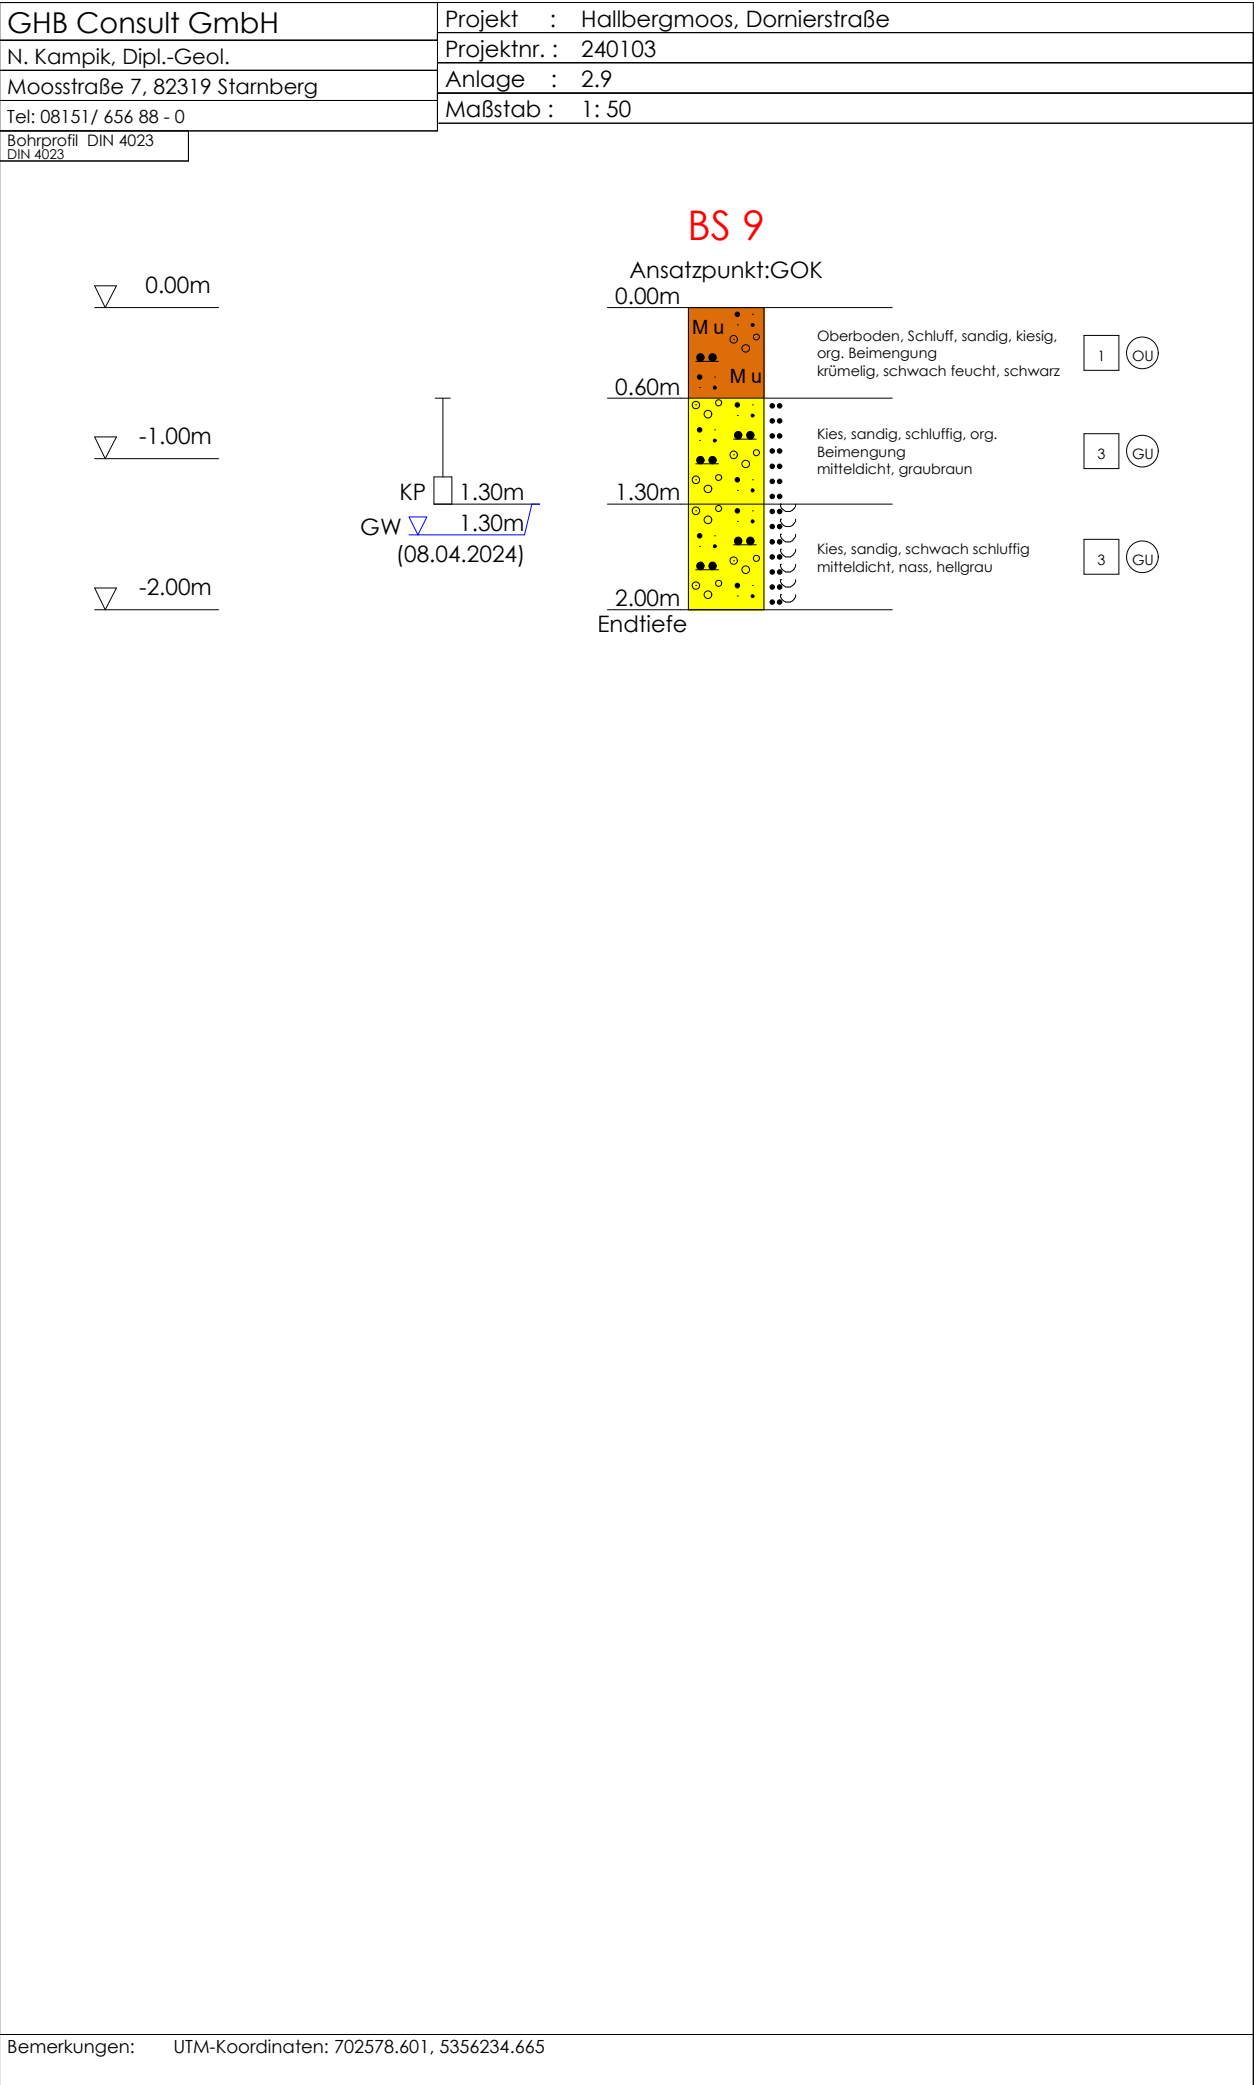 GHB Consult GmbH
N. Kampik, Dipl.-Geol.
Moosstraße 7, 82319 Starnberg
Tel: 08151/ 656 88 - 0
Projekt : Hallbergmoos, Dornierstraße
Projektnr. : 240103
Anlage : 2.9
Maßstab : 1: 50
Bohrprofil DIN 4023
DIN 4023
BS 9
Ansatzpunkt:GOK
0.00m
0.00m
Mu
Oberboden, Schluff, sandig, kiesig,
org. Beimengung
krümelig, schwach feucht, schwarz
1 OU
Mu
0.60m
-1.00m
Kies, sandig, schluffig, org.
Beimengung
mitteldicht, graubraun
3 GU
KP 1.30m
1.30m
GW 1.30m
(08.04.2024)
Kies, sandig, schwach schluffig
mitteldicht, nass, hellgrau
3 GU
-2.00m
2.00m
Endtiefe
Bemerkungen: UTM-Koordinaten: 702578.601, 5356234.665